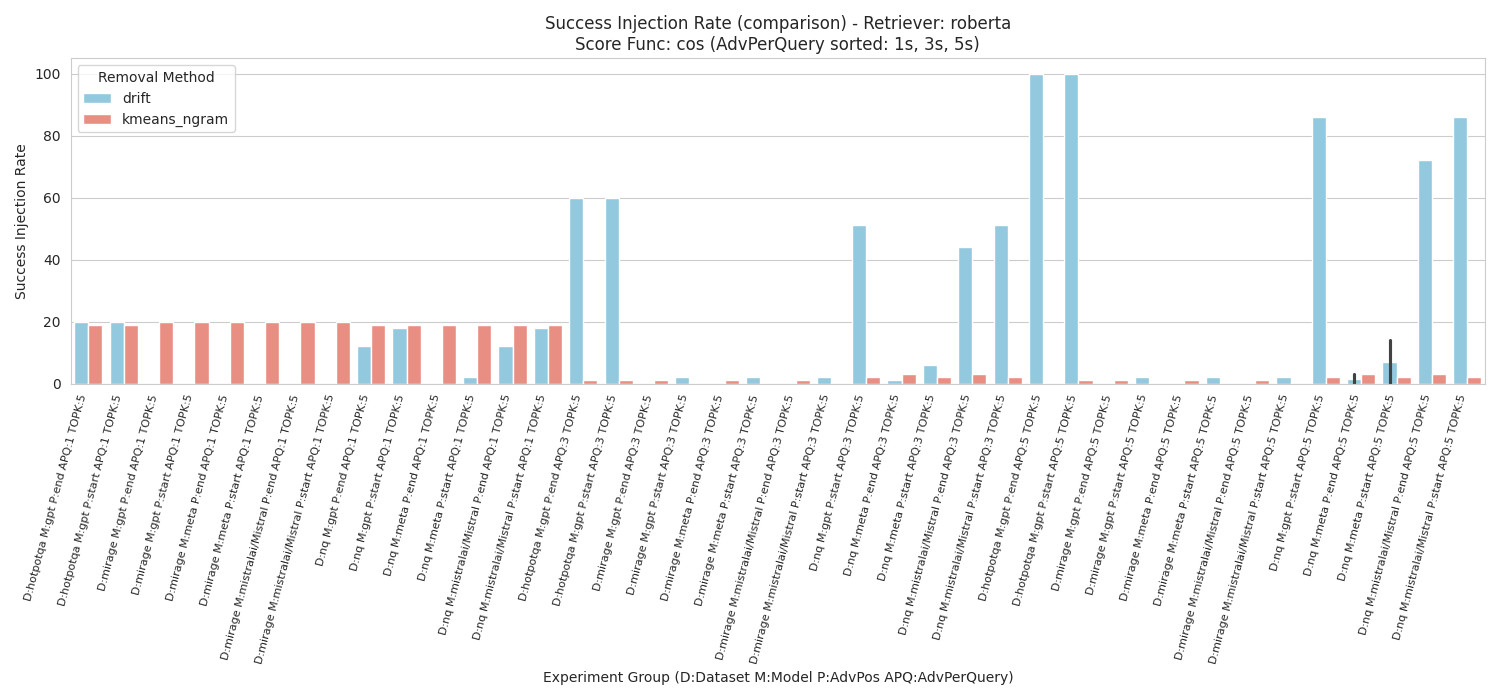 Success Injection Rate (comparison) - Retriever: roberta
Score Func: cos (AdvPerQuery sorted: 1s, 3s, 5s)
Removal Method
drift
kmeans_ngram
Success Injection Rate
100
80
60
40
20
0
D:hotpotqa M:gpt P:end APQ:1 TOPK:5
D:hotpotqa M:gpt P:start APQ:1 TOPK:5
D:mirage M:gpt P:end APQ:1 TOPK:5
D:mirage M:gpt P:start APQ:1 TOPK:5
D:mirage M:meta P:end APQ:1 TOPK:5
D:mirage M:meta P:start APQ:1 TOPK:5
D:mirage M:mistralai/Mistral P:end APQ:1 TOPK:5
D:mirage M:mistralai/Mistral P:start APQ:1 TOPK:5
D:nq M:gpt P:end APQ:1 TOPK:5
D:nq M:gpt P:start APQ:1 TOPK:5
D:nq M:meta P:end APQ:1 TOPK:5
D:nq M:meta P:start APQ:1 TOPK:5
D:nq M:mistralai/Mistral P:end APQ:1 TOPK:5
D:nq M:mistralai/Mistral P:start APQ:1 TOPK:5
D:hotpotqa M:gpt P:end APQ:3 TOPK:5
D:hotpotqa M:gpt P:start APQ:3 TOPK:5
D:mirage M:gpt P:end APQ:3 TOPK:5
D:mirage M:gpt P:start APQ:3 TOPK:5
D:mirage M:meta P:end APQ:3 TOPK:5
D:mirage M:meta P:start APQ:3 TOPK:5
D:mirage M:mistralai/Mistral P:end APQ:3 TOPK:5
D:mirage M:mistralai/Mistral P:start APQ:3 TOPK:5
D:nq M:gpt P:start APQ:3 TOPK:5
D:nq M:meta P:end APQ:3 TOPK:5
D:nq M:meta P:start APQ:3 TOPK:5
D:nq M:mistralai/Mistral P:end APQ:3 TOPK:5
D:nq M:mistralai/Mistral P:start APQ:3 TOPK:5
D:hotpotqa M:gpt P:end APQ:5 TOPK:5
D:hotpotqa M:gpt P:start APQ:5 TOPK:5
D:mirage M:gpt P:end APQ:5 TOPK:5
D:mirage M:gpt P:start APQ:5 TOPK:5
D:mirage M:meta P:end APQ:5 TOPK:5
D:mirage M:meta P:start APQ:5 TOPK:5
D:mirage M:mistralai/Mistral P:end APQ:5 TOPK:5
D:mirage M:mistralai/Mistral P:start APQ:5 TOPK:5
D:nq M:gpt P:start APQ:5 TOPK:5
D:nq M:meta P:end APQ:5 TOPK:5
D:nq M:meta P:start APQ:5 TOPK:5
D:nq M:mistralai/Mistral P:end APQ:5 TOPK:5
D:nq M:mistralai/Mistral P:start APQ:5 TOPK:5
Experiment Group (D:Dataset M:Model P:AdvPos APQ:AdvPerQuery)